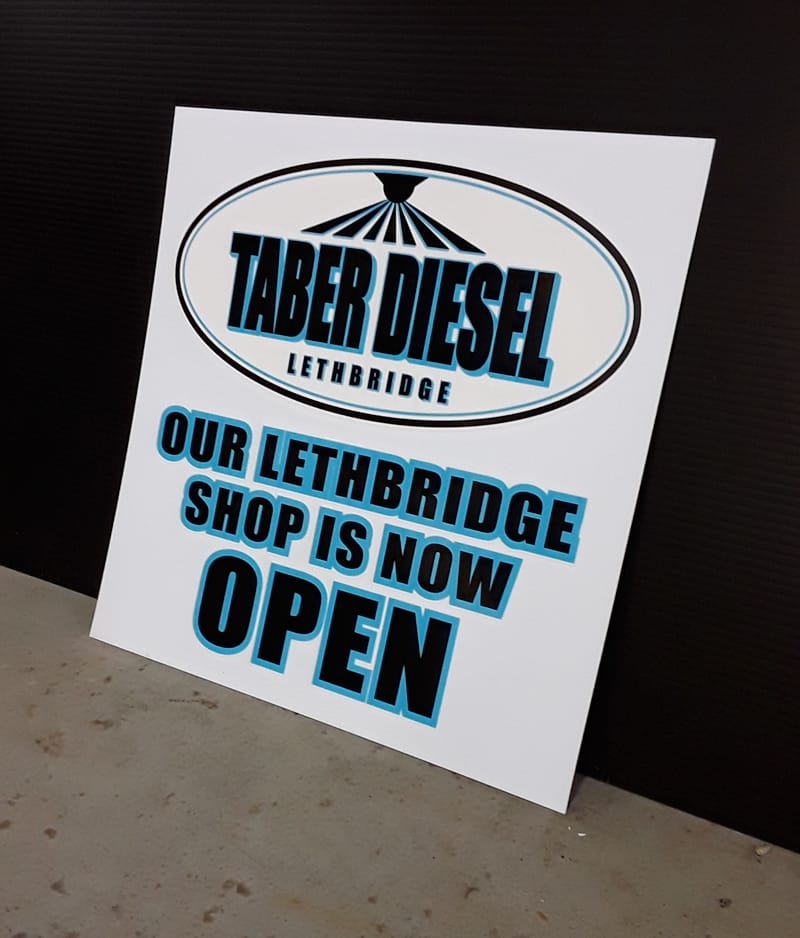 TABER DIESEL
LETHBRIDGE
OUR LETHBRIDGE
SHOP IS NOW
OPEN